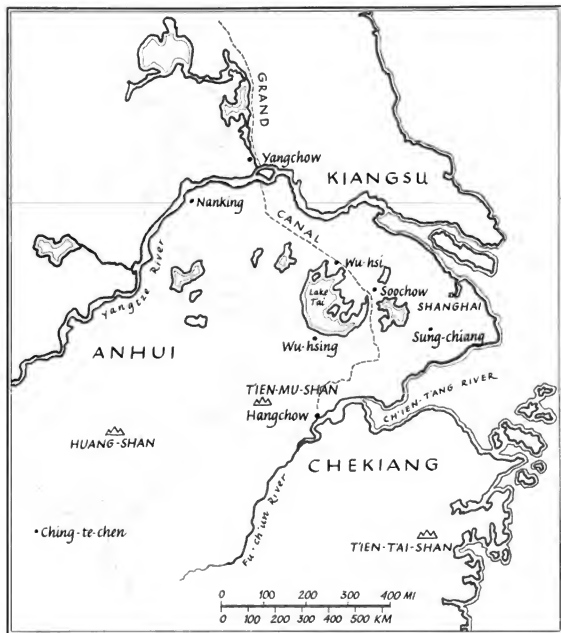 GRAND
Yangchow
KIANGSU
Nanking
CANAL
Wu-hsi
Yangtze River
Lake
Tai
Soochow
SHANGHAI
Sung-chiang
Wu-hsing
ANHUI
T'IEN-MU-SHAN
Hangchow
CH'IEN-T'ANG RIVER
HUANG-SHAN
CHEKIANG
Fu-ch'un River
Ching-te-chen
T'IEN-TAI-SHAN
0 100 200 300 400 MI
0 100 200 300 400 500 KM